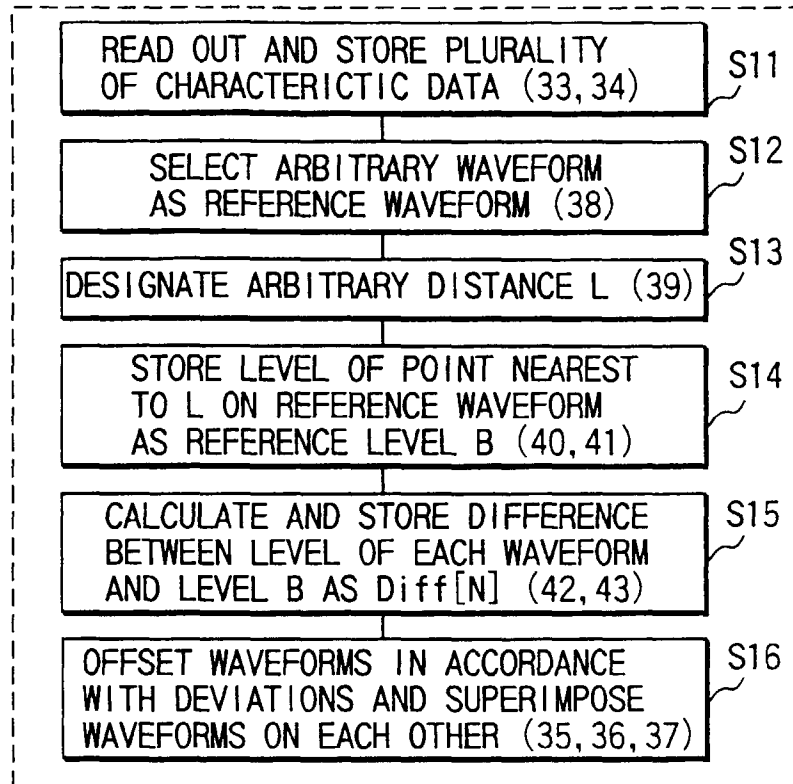 READ OUT AND STORE PLURALITY
OF CHARACTERICTIC DATA (33,34)
S11
SELECT ARBITRARY WAVEFORM
AS REFERENCE WAVEFORM (38)
S12
DESIGNATE ARBITRARY DISTANCE L (39)
S13
STORE LEVEL OF POINT NEAREST
TO L ON REFERENCE WAVEFORM
AS REFERENCE LEVEL B (40,41)
S14
CALCULATE AND STORE DIFFERENCE
BETWEEN LEVEL OF EACH WAVEFORM
AND LEVEL B AS Diff[N] (42,43)
S15
OFFSET WAVEFORMS IN ACCORDANCE
WITH DEVIATIONS AND SUPERIMPOSE
WAVEFORMS ON EACH OTHER (35,36,37)
S16